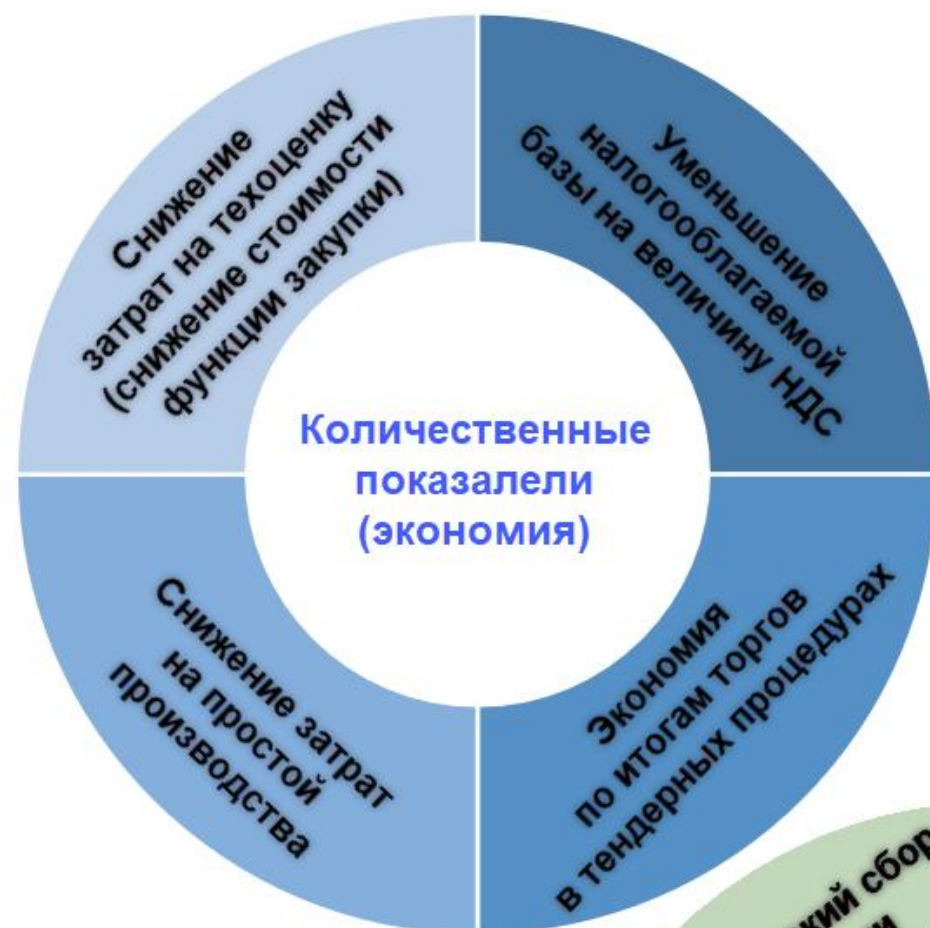 Снижение
затрат на техоценку
(снижение стоимости
функции закупки)
Уменьшение
налогооблагаемой
базы на величину НДС
Количественные
показалели
(экономия)
Снижение затрат
на простой
производства
Экономия
по итогам торгов
в тендерных процедурах
сбор